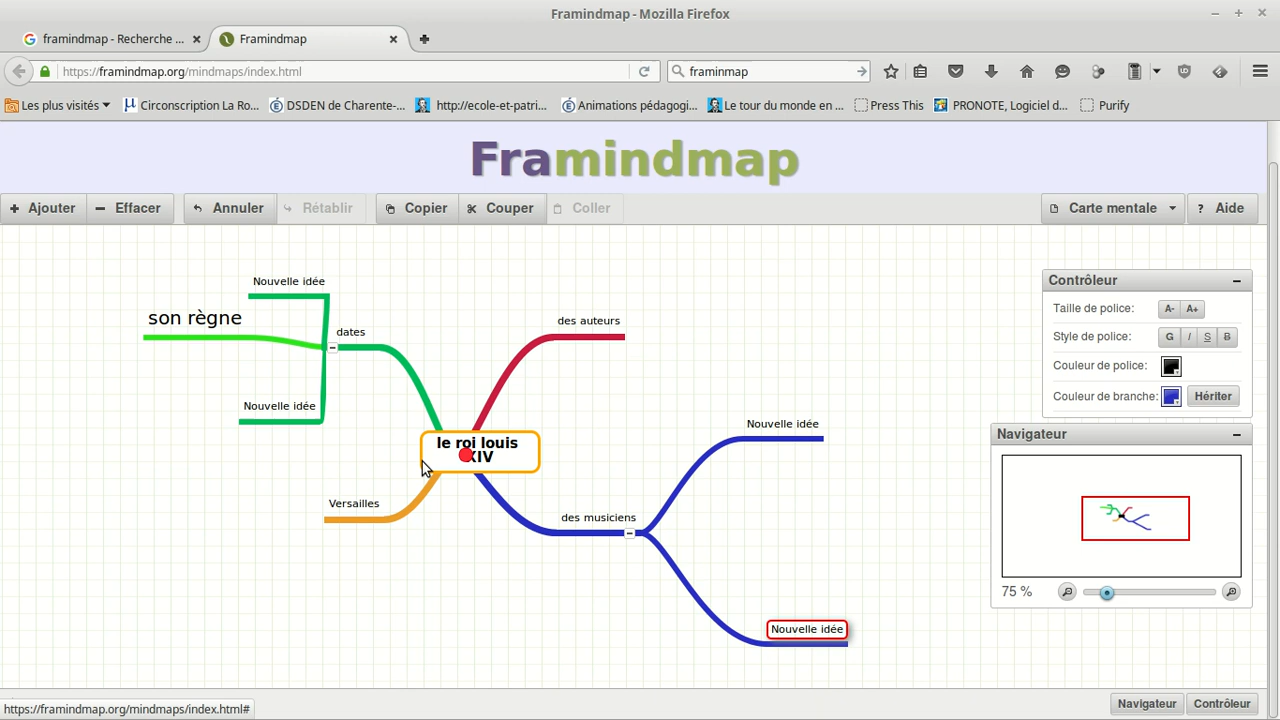 Framindmap - Mozilla Firefox
framindmap - Recherche ...
Framindmap
https://framindmap.org/mindmaps/index.html
framinmap
Les plus visités
Circonscription La Ro...
DSDEN de Charente-...
http://ecole-et-patri...
Animations pédagogi...
Le tour du monde en ...
Press This
PRONOTE, Logiciel d...
Purify
Framindmap
Ajouter
Effacer
Annuler
Rétablir
Copier
Couper
Coller
Carte mentale
? Aide
Nouvelle idée
son règne
dates
Nouvelle idée
des auteurs
le roi louis
XIV
Versailles
des musiciens
Nouvelle idée
Nouvelle idée
Contrôleur
Taille de police: A- A+
Style de police: G I S B
Couleur de police:
Couleur de branche: Hériter
Navigateur
75 %
https://framindmap.org/mindmaps/index.html#
Navigateur
Contrôleur